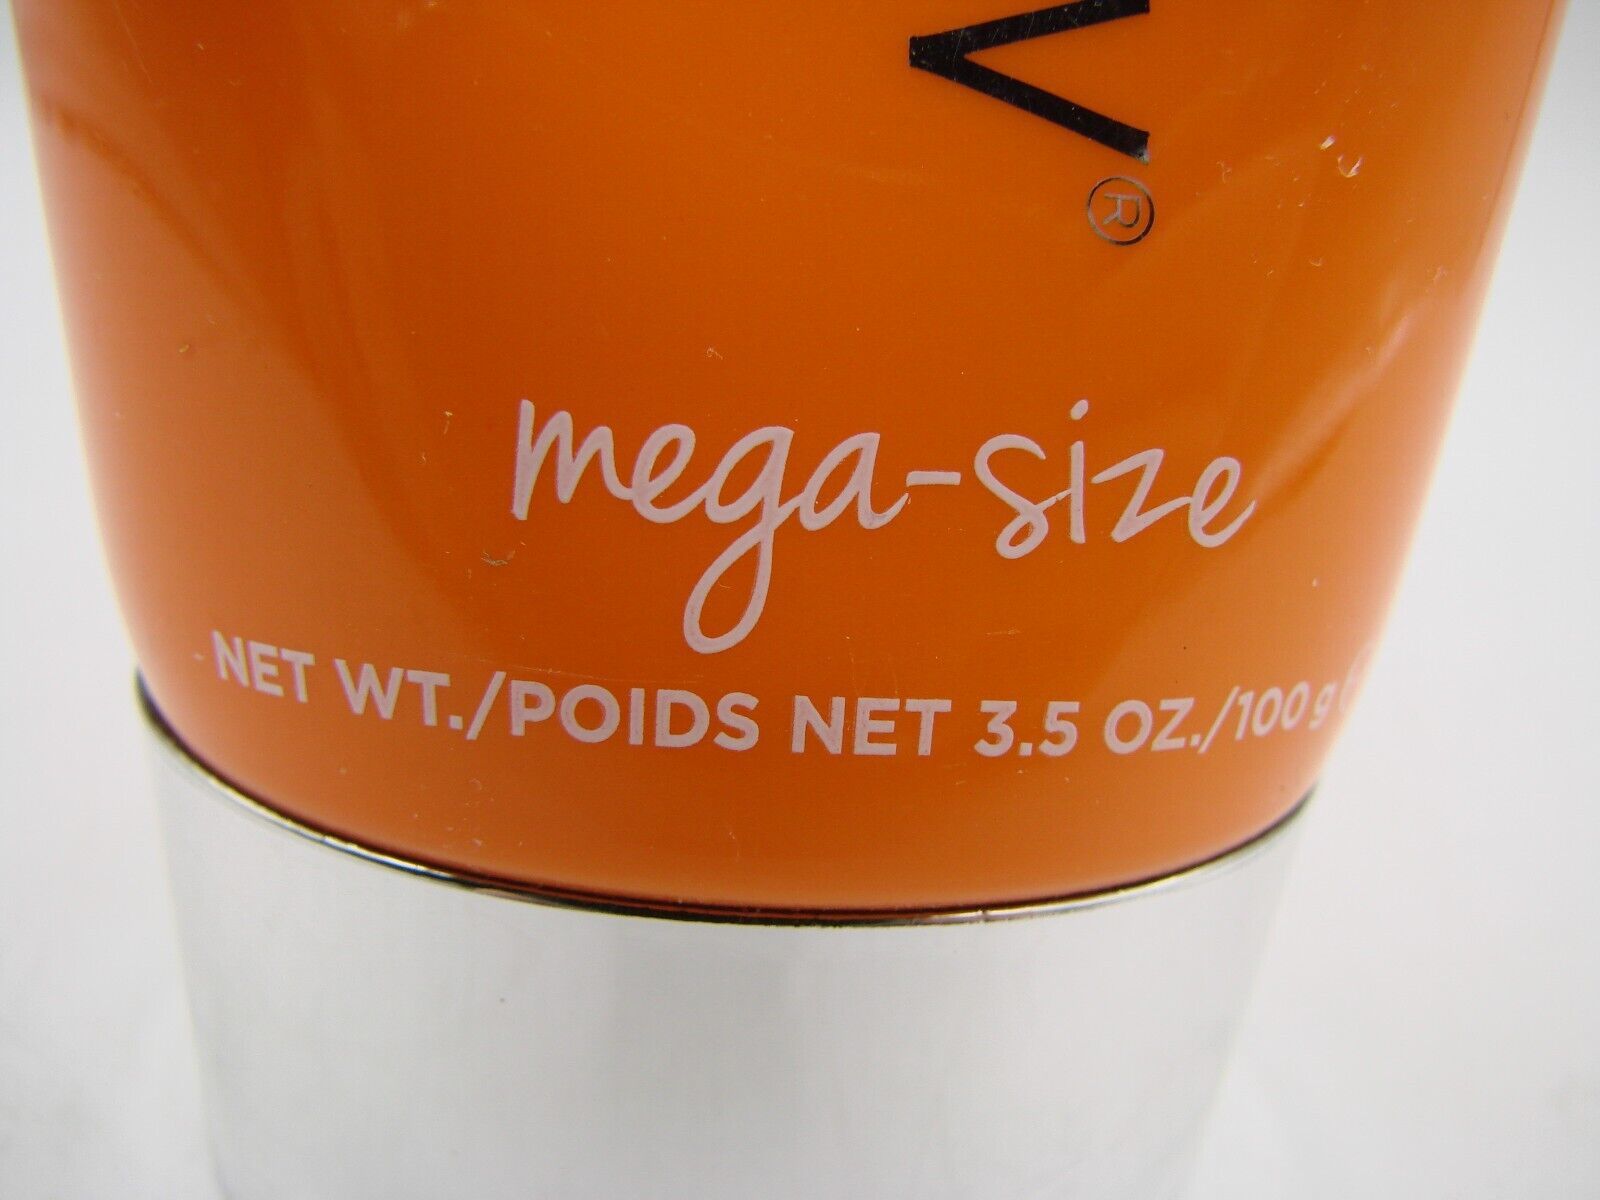 V®
mega-size
NET WT./POIDS NET 3.5 OZ./100 g